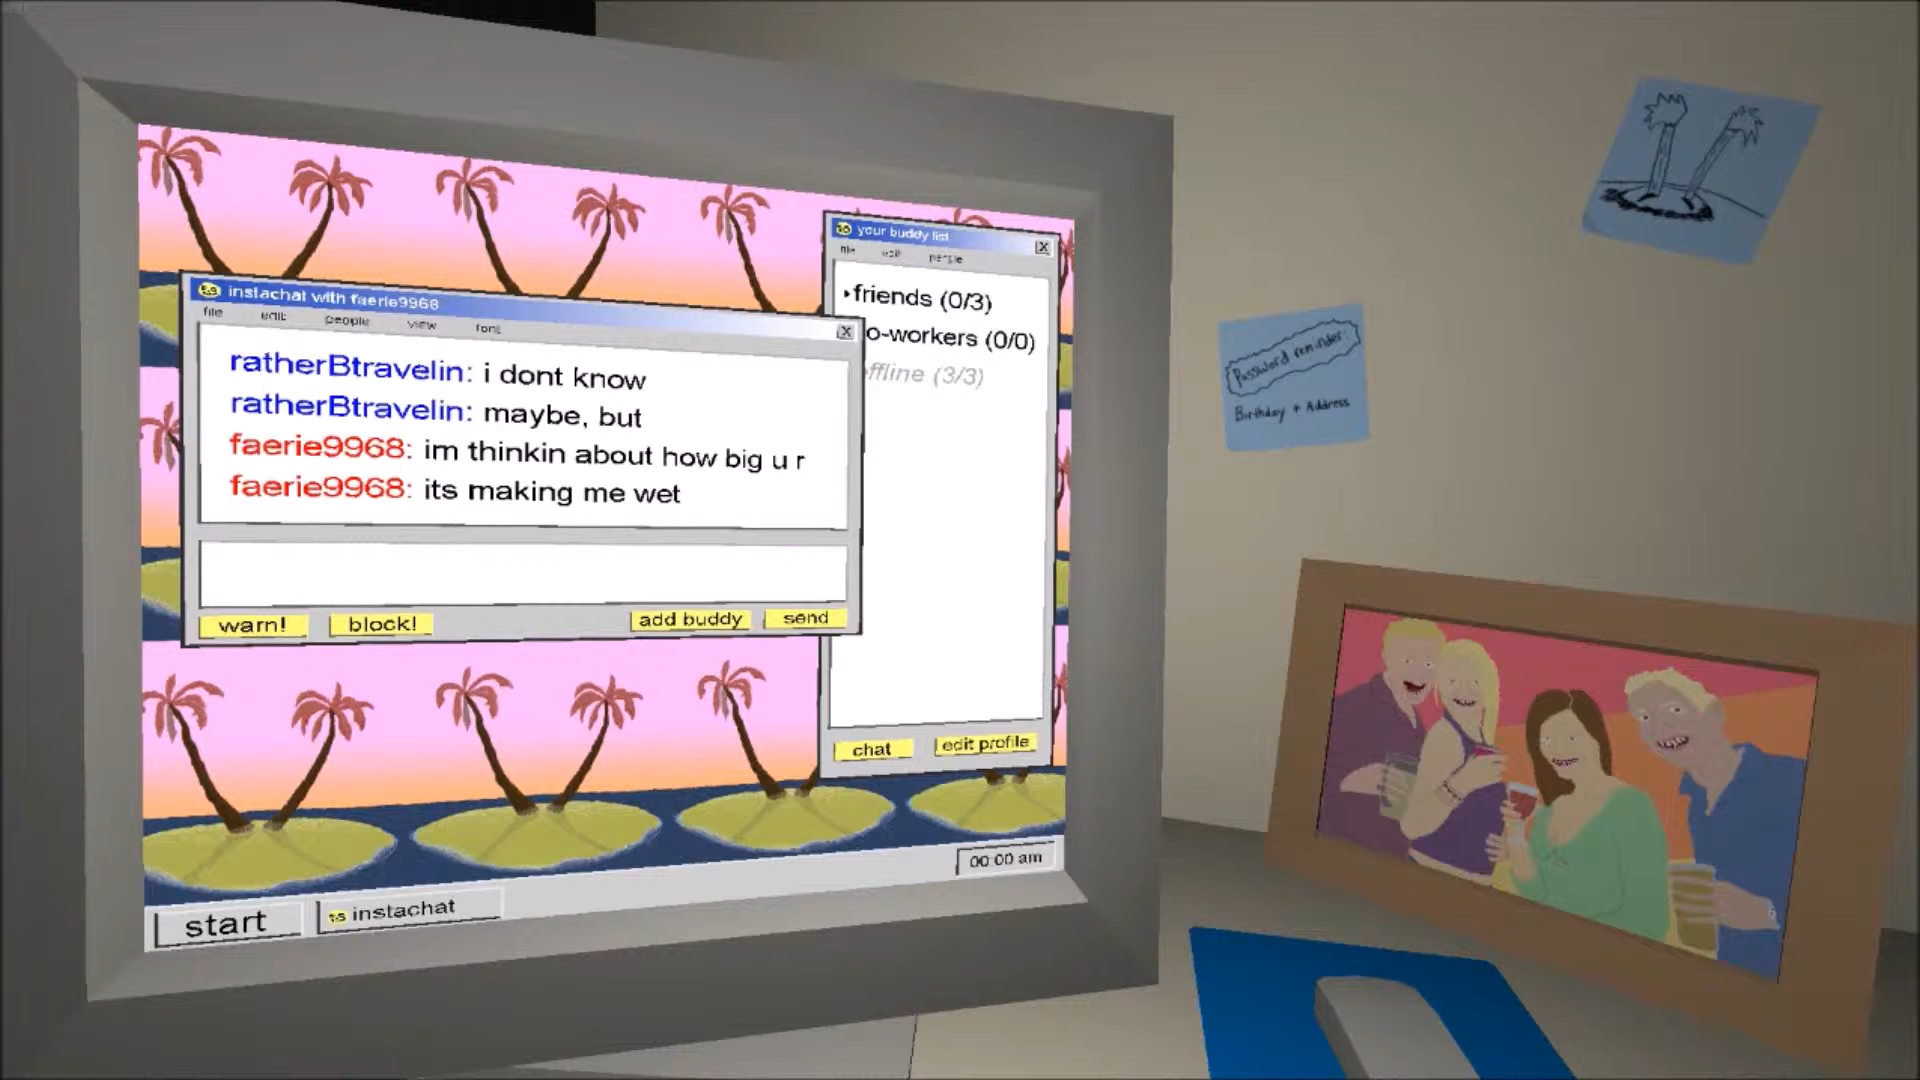 your buddy list
file edit people
friends (0/3)
o-workers (0/0)
ffline (3/3)
instachat with faerie9968
file edit people view font
ratherBtravelin: i dont know
ratherBtravelin: maybe, but
faerie9968: im thinkin about how big u r
faerie9968: its making me wet
warn! block! add buddy send
chat edit profile
00:00 am
start instachat
Password reminder:
Birthday + Address